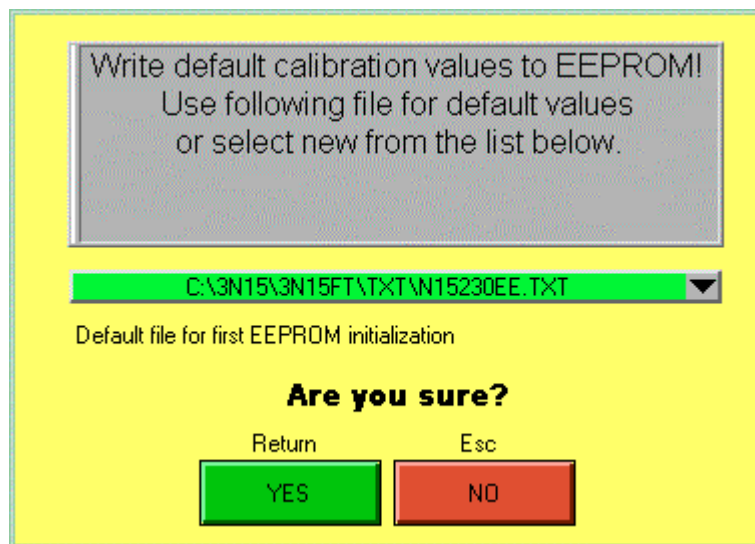 Write default calibration values to EEPROM!
Use following file for default values
or select new from the list below.
C:\3N15\3N15FT\TXT\N15230EE.TXT
Default file for first EEPROM initialization
Are you sure?
Return Esc
YES NO